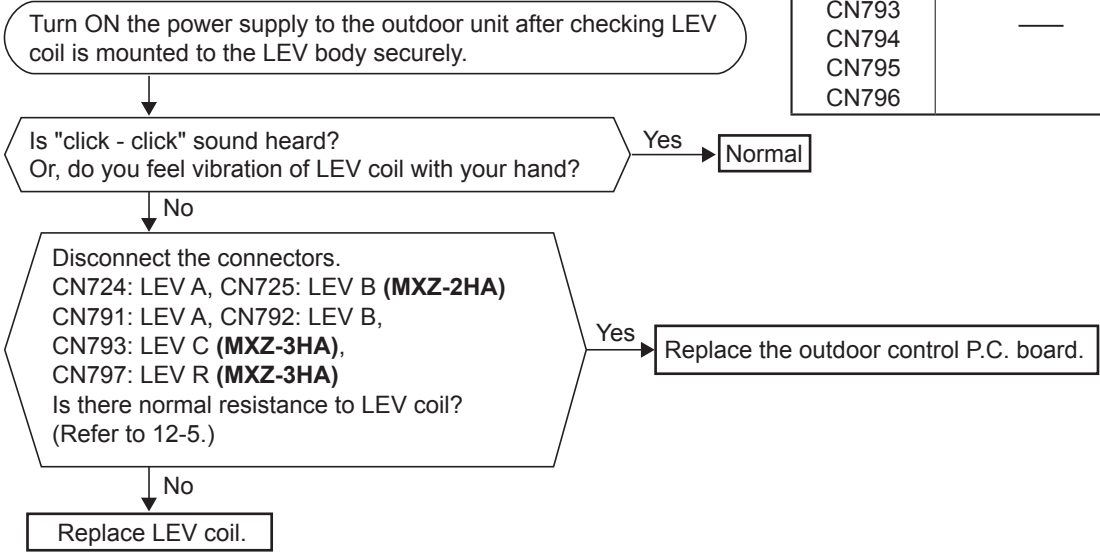 Turn ON the power supply to the outdoor unit after checking LEV
coil is mounted to the LEV body securely.
CN793
CN794
CN795
CN796
Is "click - click" sound heard?
Or, do you feel vibration of LEV coil with your hand?
Yes
Normal
No
Disconnect the connectors.
CN724: LEV A, CN725: LEV B (MXZ-2HA)
CN791: LEV A, CN792: LEV B,
CN793: LEV C (MXZ-3HA),
CN797: LEV R (MXZ-3HA)
Is there normal resistance to LEV coil?
(Refer to 12-5.)
Yes
Replace the outdoor control P.C. board.
No
Replace LEV coil.